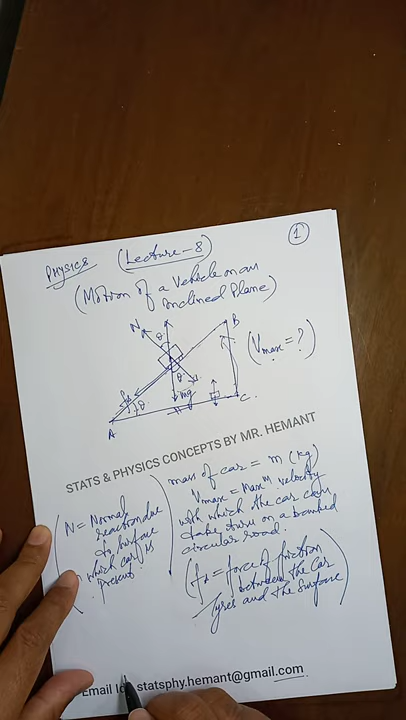 PHYSICS
(Lecture-8)
1
(Motion of a Vehicle on an
inclined Plane)
N
θ
B
(Vmax = ?)
θ
mg
fs
θ
A
C.
STATS & PHYSICS CONCEPTS BY MR. HEMANT
mass of car = m (kg)
Vmax = Maxm velocity
with which the car can
take turn on a banked
circular road.
(N = Normal
reaction due
to surface
on which car is
present)
(fs = force of friction
between the car
Tyres and the surface)
Email Id: statsphy.hemant@gmail.com